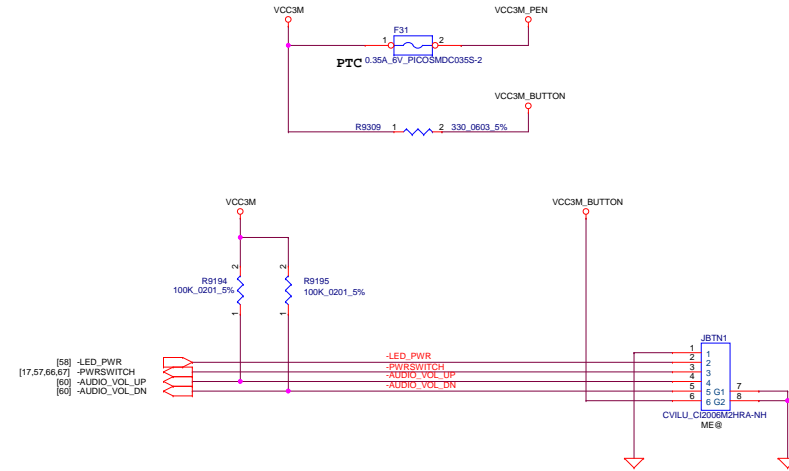 VCC3M
VCC3M_PEN
F31
1
2
PTC
0.35A_6V_PICOSMDC035S-2
VCC3M_BUTTON
R9309
1
2
330_0603_5%
VCC3M
VCC3M_BUTTON
2
2
R9194
100K_0201_5%
R9195
100K_0201_5%
1
1
JBTN1
[58] -LED_PWR
[17,57,66,67] -PWRSWITCH
[60] -AUDIO_VOL_UP
[60] -AUDIO_VOL_DN
-LED_PWR
-PWRSWITCH
-AUDIO_VOL_UP
-AUDIO_VOL_DN
1 1
2 2
3 3
4 4
5 5 G1 7
6 6 G2 8
CVILU_CI2006M2HRA-NH
ME@